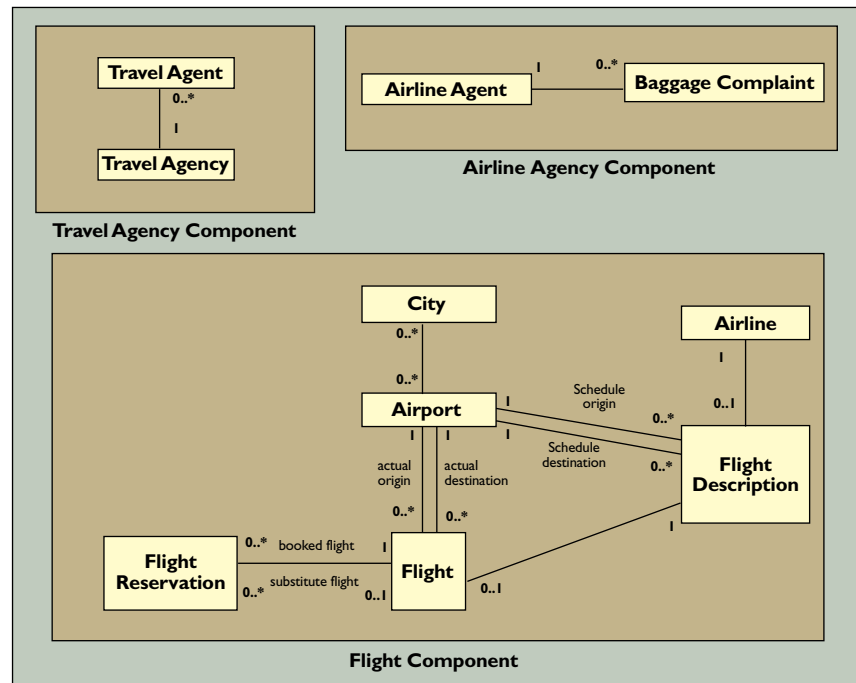 Travel Agent
0..*
1
Travel Agency
Travel Agency Component
1
0..*
Airline Agent
Baggage Complaint
Airline Agency Component
City
0..*
0..*
Airport
Airline
1
0..1
1
Schedule
origin
0..*
1
Schedule
destination
0..*
Flight
Description
1
1
1
actual
origin
actual
destination
0..*
0..*
Flight
Reservation
0..*
booked flight
1
0..*
substitute flight
0..1
Flight
0..1
Flight Component